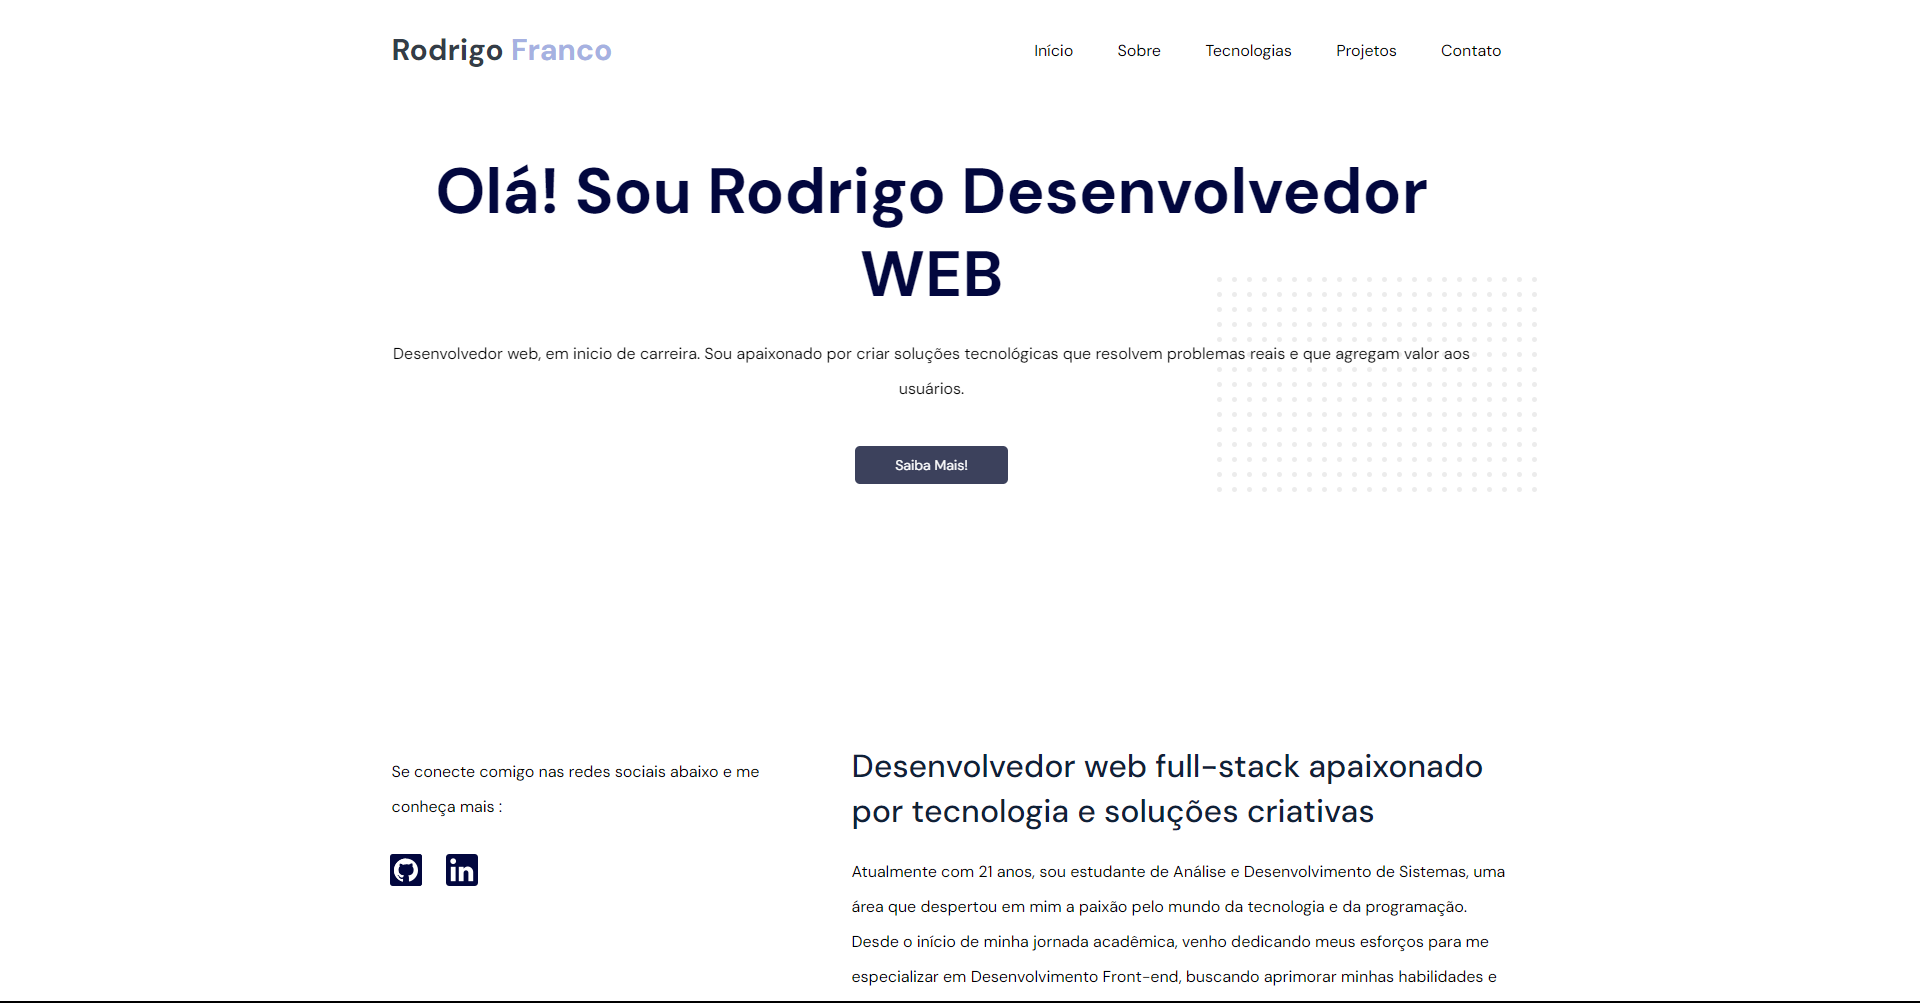 Rodrigo Franco
Início Sobre Tecnologias Projetos Contato
Olá! Sou Rodrigo Desenvolvedor
WEB
Desenvolvedor web, em inicio de carreira. Sou apaixonado por criar soluções tecnológicas que resolvem problemas reais e que agregam valor aos
usuários.
Saiba Mais!
Se conecte comigo nas redes sociais abaixo e me
conheça mais :
in
Desenvolvedor web full-stack apaixonado
por tecnologia e soluções criativas
Atualmente com 21 anos, sou estudante de Análise e Desenvolvimento de Sistemas, uma
área que despertou em mim a paixão pelo mundo da tecnologia e da programação.
Desde o início de minha jornada acadêmica, venho dedicando meus esforços para me
especializar em Desenvolvimento Front-end, buscando aprimorar minhas habilidades e